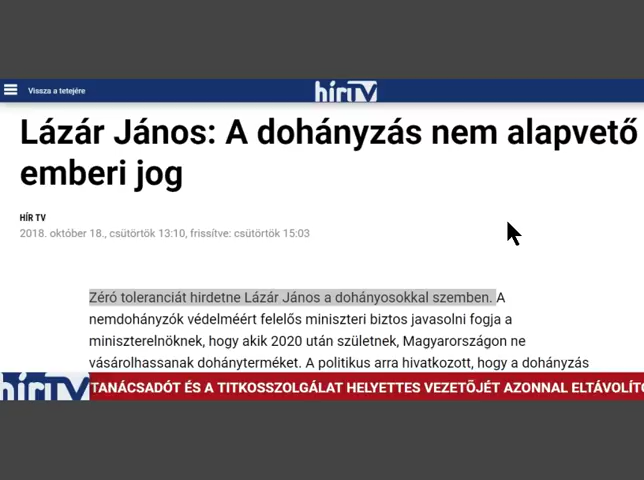 Vissza a tetejére
hírTV
Lázár János: A dohányzás nem alapvető
emberi jog
HÍR TV
2018. október 18., csütörtök 13:10, frissítve: csütörtök 15:03
Zéró toleranciát hirdetne Lázár János a dohányosokkal szemben. A
nemdohányzók védelméért felelős miniszteri biztos javasolni fogja a
miniszterelnöknek, hogy akik 2020 után születnek, Magyarországon ne
vásárolhassanak dohányterméket. A politikus arra hivatkozott, hogy a dohányzás
hírTV
TANÁCSADÓT ÉS A TITKOSSZOLGÁLAT HELYETTES VEZETŐJÉT AZONNAL ELTÁVOLÍTO